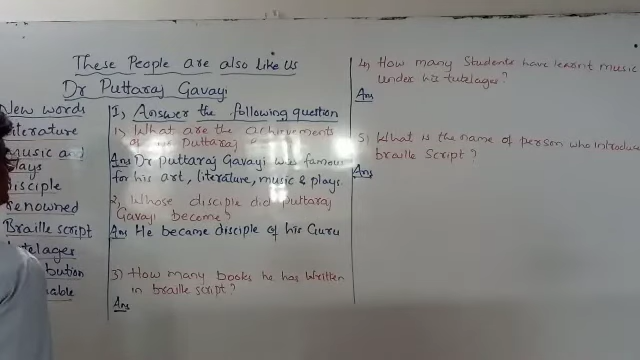 These People are also Like Us
Dr Puttaraj Gavayi
New words
Literature
Music a
plays
disciple
renowned
Braille script
bution
able
I) Answer the following question
1) What are the achievements
of Puttaraj
Ans Dr puttaraj Gavayi was famous
for his art, literature, music & plays.
2) Whose disciple did puttaraj
Gavayi become?
Ans He became disciple of his Guru
3) How many books he has written
in braille script?
Ans
4) How many Students have learnt music
under his tutelages?
Ans
5) What is the name of person who introduce
braille Script?
Ans